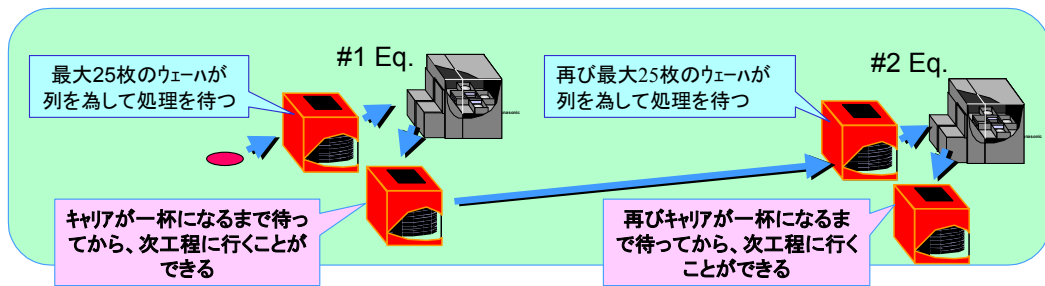 最大25枚のウェーハが
列を為して処理を待つ
#1 Eq.
再び最大25枚のウェーハが
列を為して処理を待つ
#2 Eq.
キャリアが一杯になるまで待っ
てから、次工程に行くことが
できる
再びキャリアが一杯になるま
で待ってから、次工程に行く
ことができる